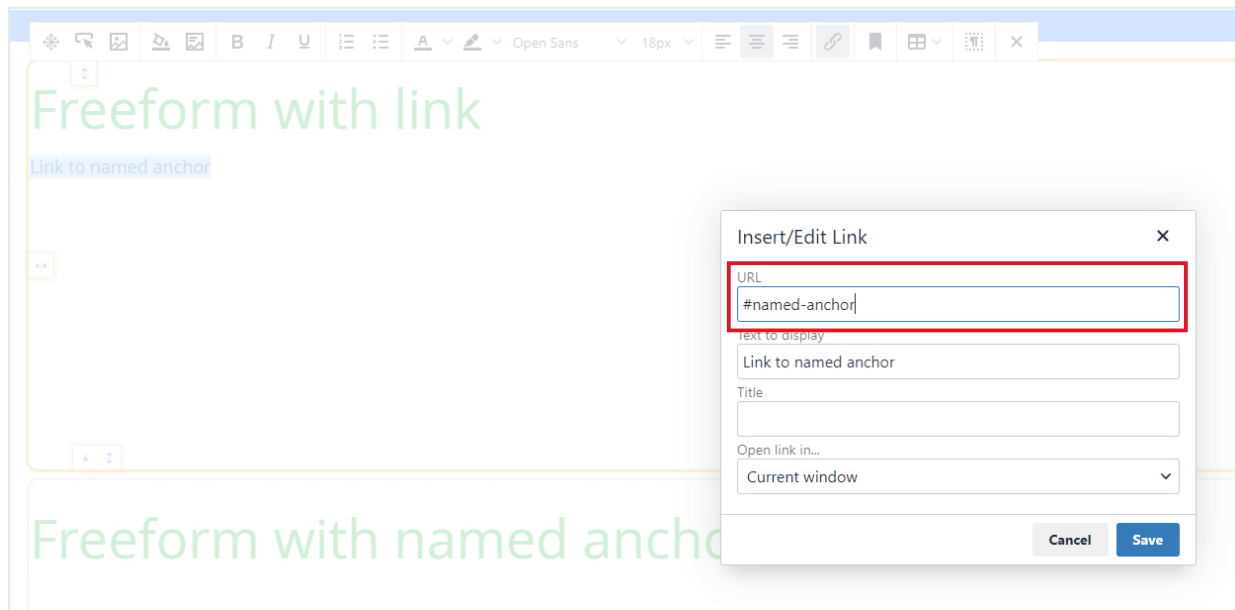 B I U A Open Sans 18px
Freeform with link
Link to named anchor
Insert/Edit Link
URL
#named-anchor
Text to display
Link to named anchor
Title
Open link in...
Current window
Cancel Save
Freeform with named ancho